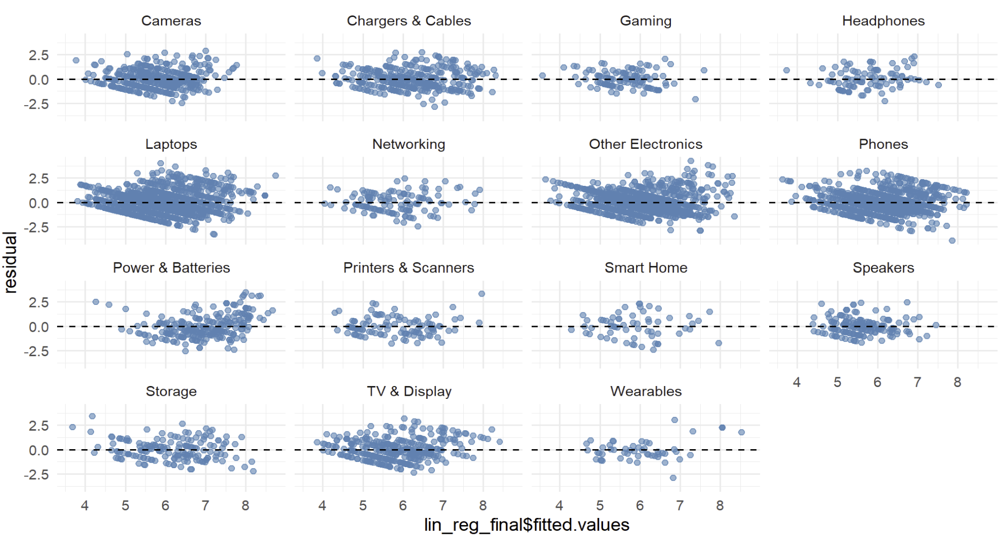 Cameras Chargers & Cables Gaming Headphones
2.5
0.0
-2.5
Laptops Networking Other Electronics Phones
2.5
0.0
-2.5
Power & Batteries Printers & Scanners Smart Home Speakers
2.5
0.0
-2.5
4 5 6 7 8
Storage TV & Display Wearables
2.5
0.0
-2.5
4 5 6 7 8 4 5 6 7 8 4 5 6 7 8
residual
lin_reg_final$fitted.values